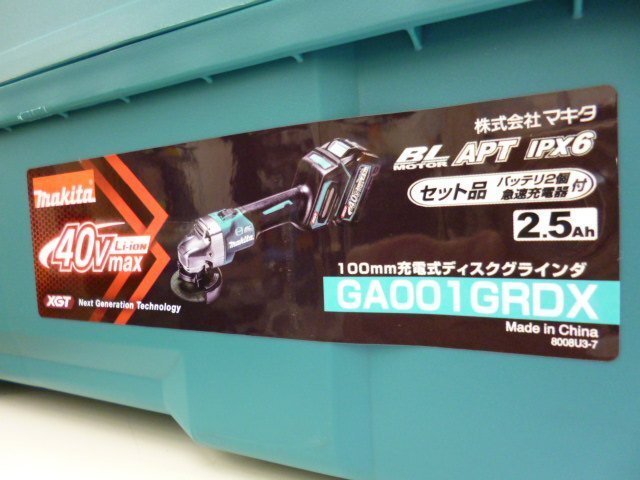 makita
40Vmax
Li-ion
XGT Next Generation Technology
株式会社 マキタ
BL MOTOR APT IPX6
セット品 バッテリ2個 急速充電器 付
2.5Ah
100mm充電式ディスクグラインダ
GA001GRDX
Made in China
8008U3-7